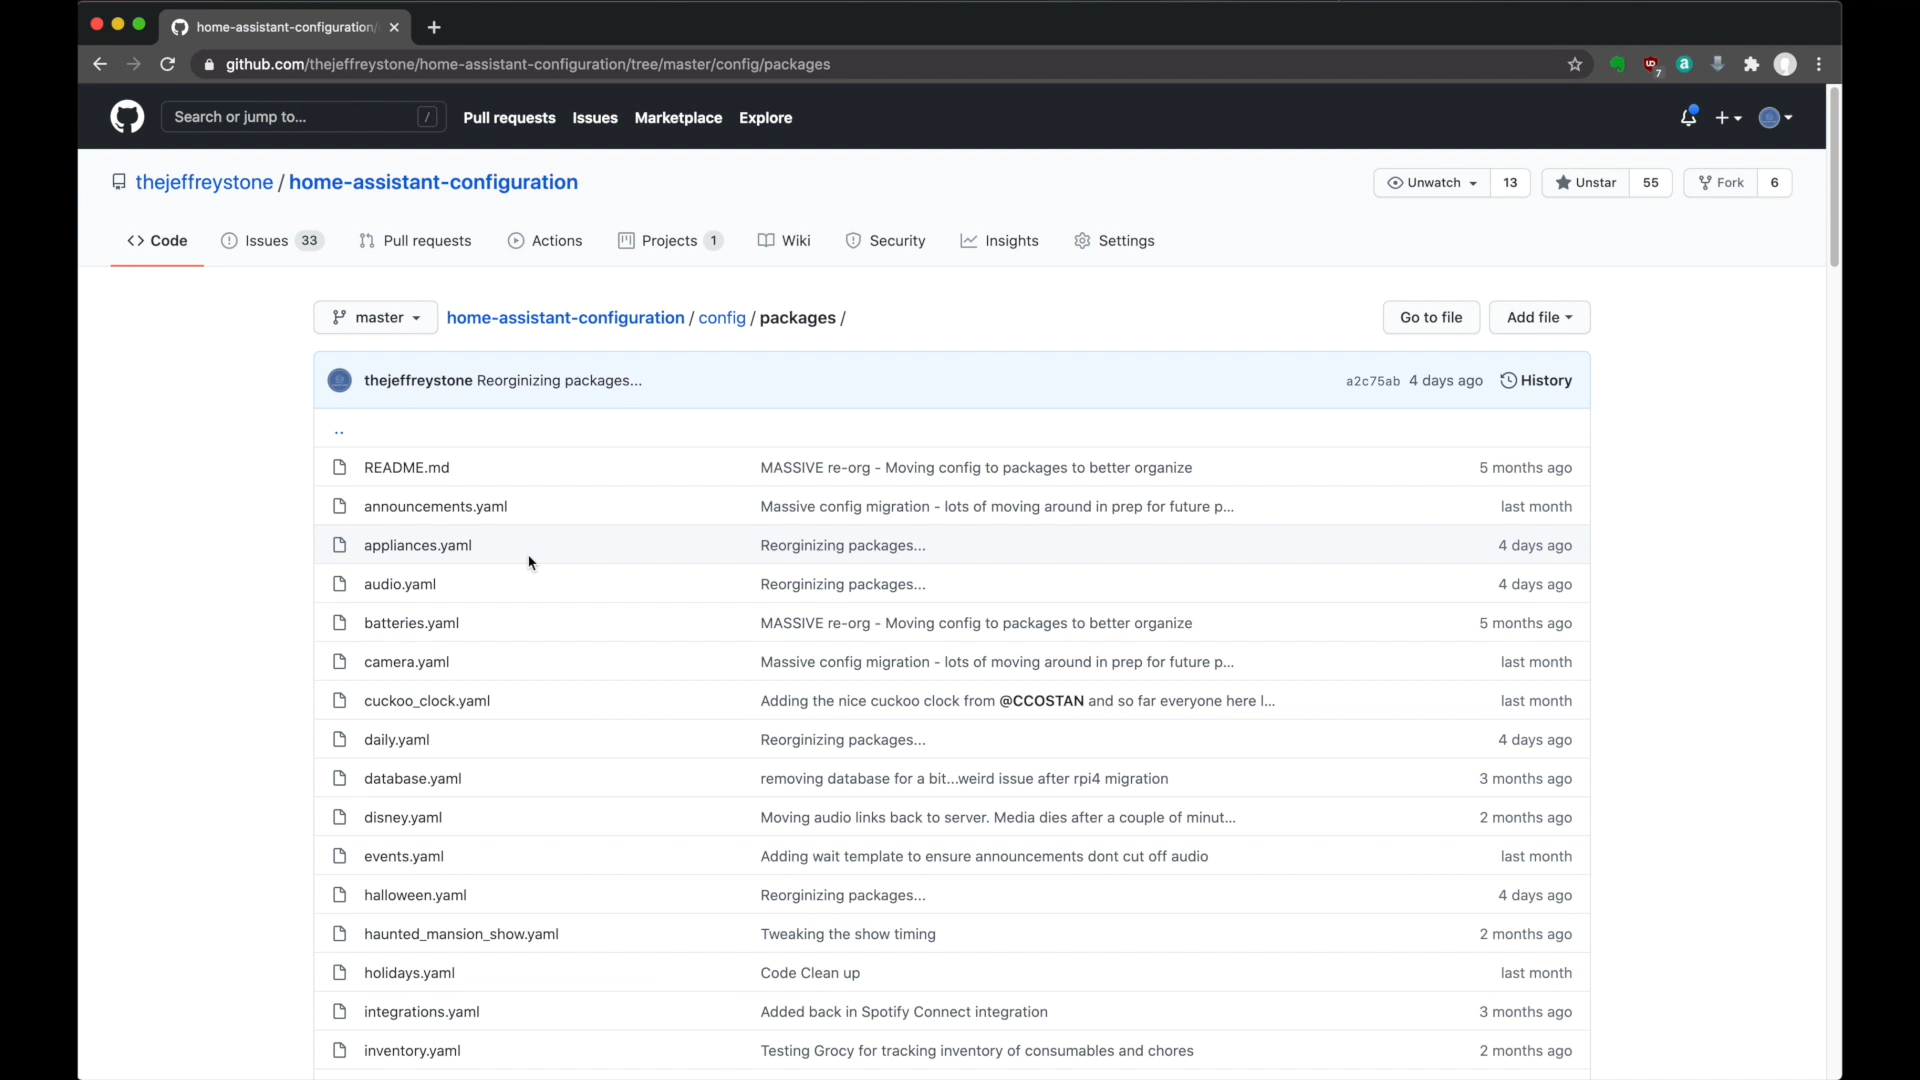 home-assistant-configuration/
github.com/thejeffreystone/home-assistant-configuration/tree/master/config/packages
7
Search or jump to... /
Pull requests Issues Marketplace Explore
thejeffreystone / home-assistant-configuration
Unwatch 13 Unstar 55 Fork 6
Code Issues 33 Pull requests Actions Projects 1 Wiki Security Insights Settings
master home-assistant-configuration / config / packages / Go to file Add file
thejeffreystone Reorginizing packages... a2c75ab 4 days ago History
..
README.md MASSIVE re-org - Moving config to packages to better organize 5 months ago
announcements.yaml Massive config migration - lots of moving around in prep for future p... last month
appliances.yaml Reorginizing packages... 4 days ago
audio.yaml Reorginizing packages... 4 days ago
batteries.yaml MASSIVE re-org - Moving config to packages to better organize 5 months ago
camera.yaml Massive config migration - lots of moving around in prep for future p... last month
cuckoo_clock.yaml Adding the nice cuckoo clock from @CCOSTAN and so far everyone here l... last month
daily.yaml Reorginizing packages... 4 days ago
database.yaml removing database for a bit...weird issue after rpi4 migration 3 months ago
disney.yaml Moving audio links back to server. Media dies after a couple of minut... 2 months ago
events.yaml Adding wait template to ensure announcements dont cut off audio last month
halloween.yaml Reorginizing packages... 4 days ago
haunted_mansion_show.yaml Tweaking the show timing 2 months ago
holidays.yaml Code Clean up last month
integrations.yaml Added back in Spotify Connect integration 3 months ago
inventory.yaml Testing Grocy for tracking inventory of consumables and chores 2 months ago